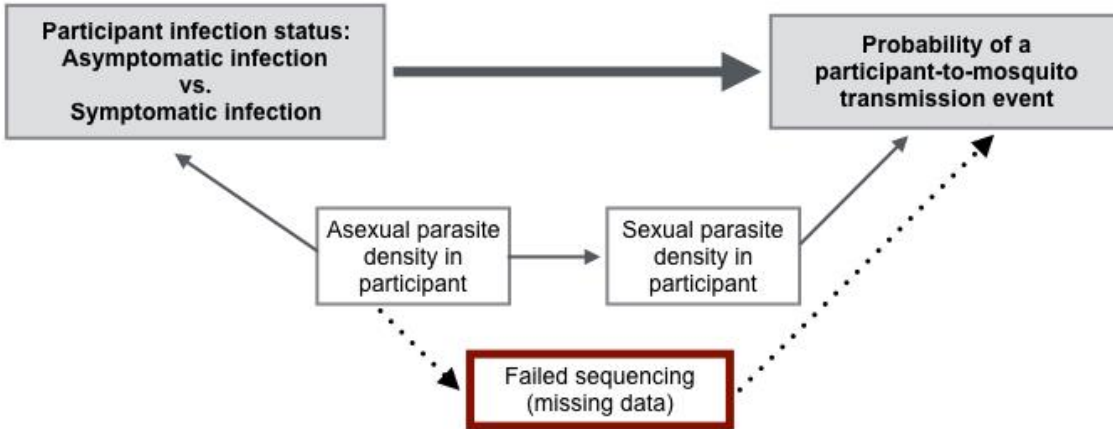 Participant infection status:
Asymptomatic infection
vs.
Symptomatic infection
Probability of a
participant-to-mosquito
transmission event
Asexual parasite
density in
participant
Sexual parasite
density in
participant
Failed sequencing
(missing data)